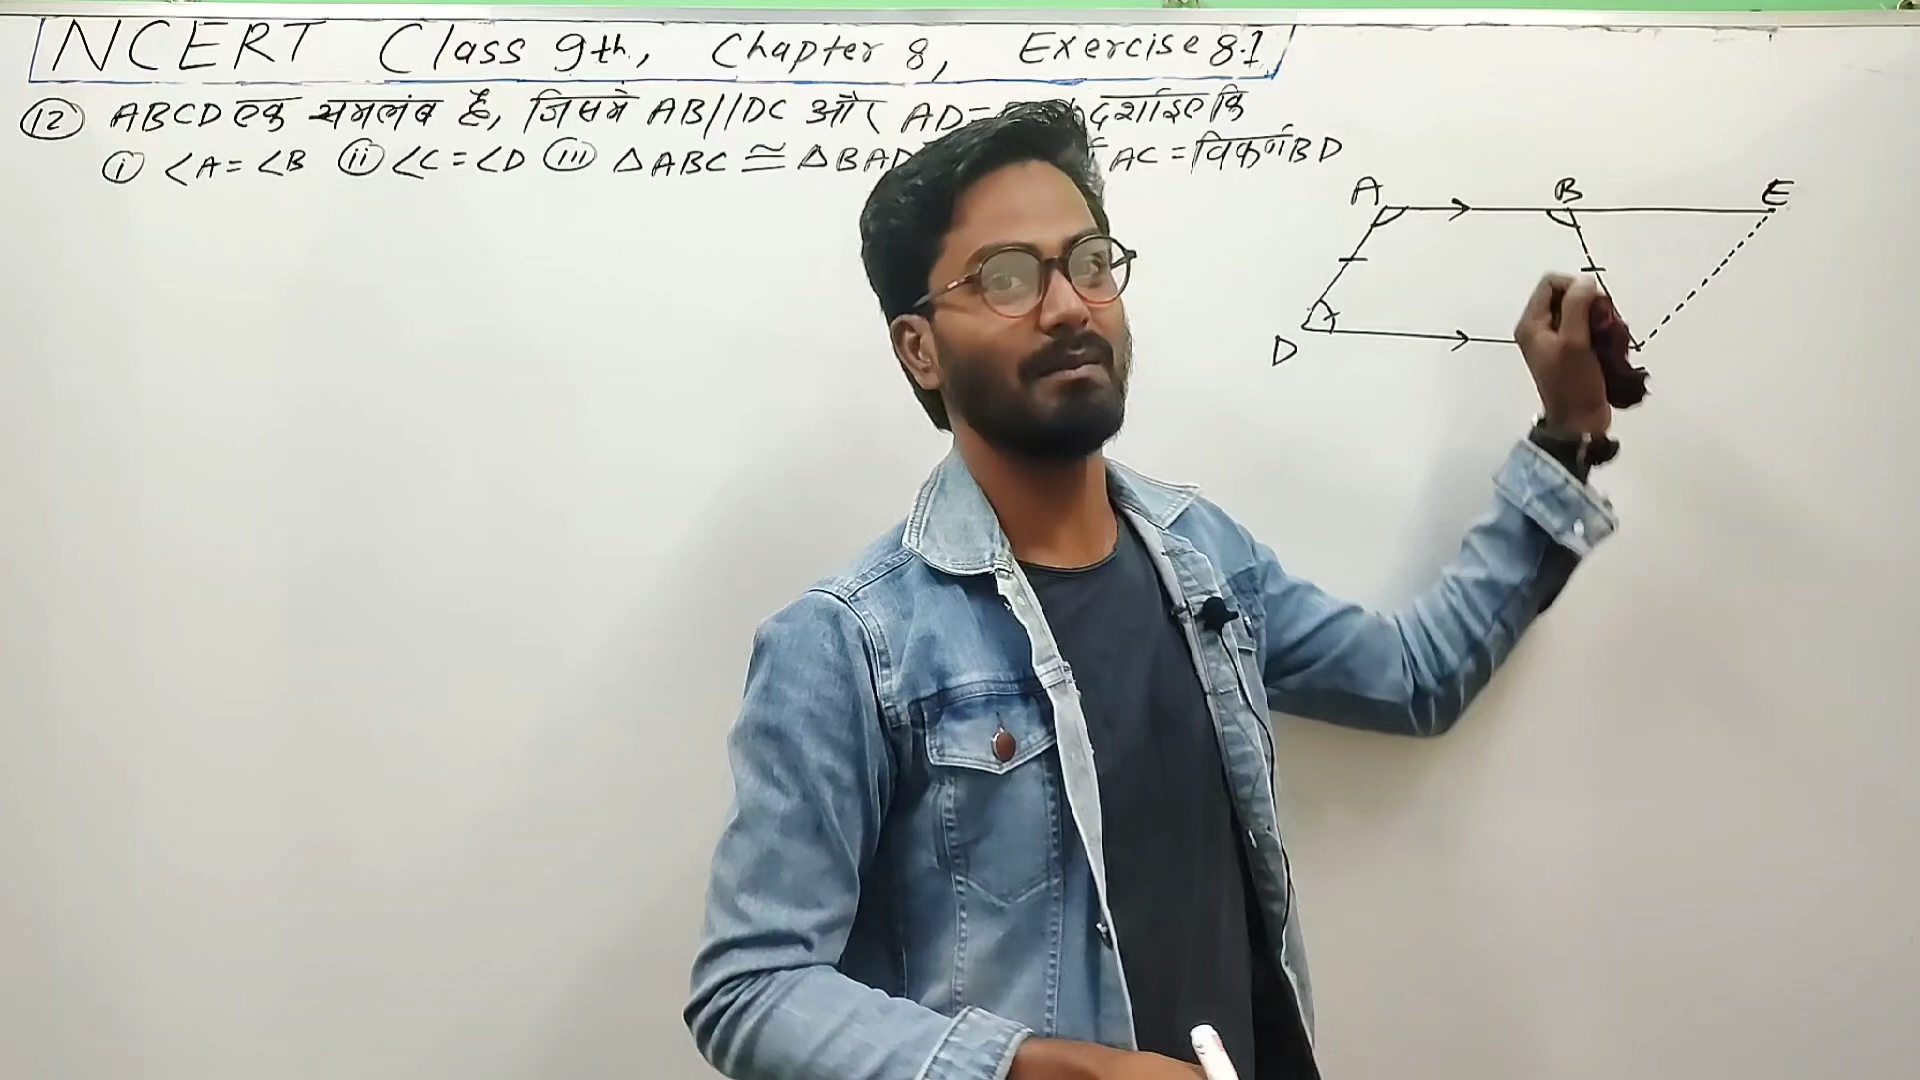 NCERT Class 9th, Chapter 8, Exercise 8.1
(12) ABCD एक समलंब है, जिसमे AB//DC और AD= दर्शाइए कि
(i) ∠A = ∠B (ii) ∠C = ∠D (iii) △ABC ≅ △BAD AC = विकर्ण BD
A B E
D